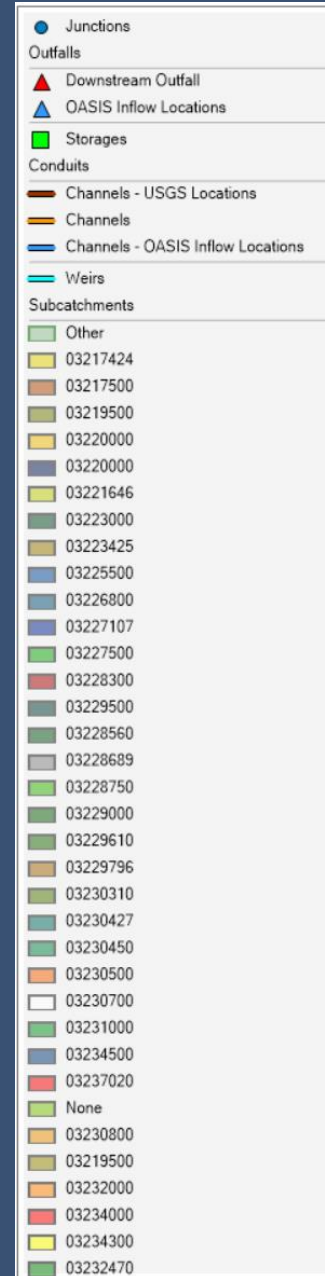 Junctions
Outfalls
Downstream Outfall
OASIS Inflow Locations
Storages
Conduits
Channels - USGS Locations
Channels
Channels - OASIS Inflow Locations
Weirs
Subcatchments
Other
03217424
03217500
03219500
03220000
03220000
03221646
03223000
03223425
03225500
03226800
03227107
03227500
03228300
03229500
03228560
03228689
03228750
03229000
03229610
03229796
03230310
03230427
03230450
03230500
03230700
03231000
03234500
03237020
None
03230800
03219500
03232000
03234000
03234300
03232470